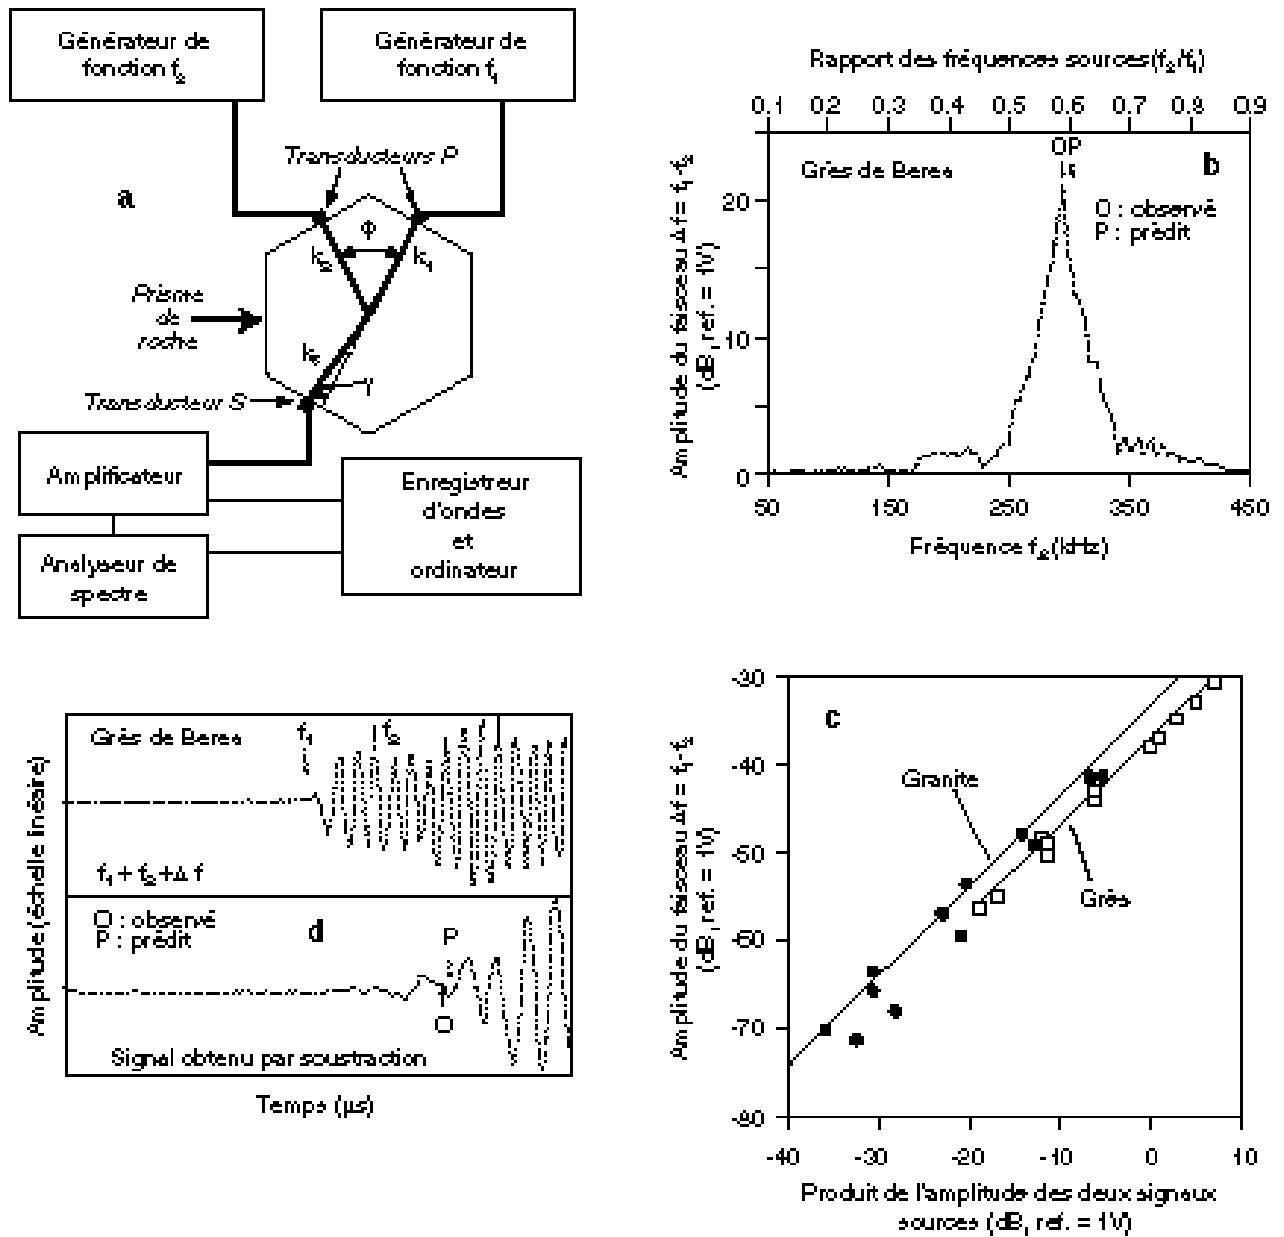 Générateur de
fonction f2
Générateur de
fonction f1
Transducteurs P
a
Φ
k2
k1
Prisme
de
roche
ks
γ
Transducteur S
Amplificateur
Enregistreur
d'ondes
et
ordinateur
Analyseur de
spectre
Rapport des fréquences sources (f2/f1)
0.1 0.2 0.3 0.4 0.5 0.6 0.7 0.8 0.9
Grès de Berea
OP
b
O : observé
P : prédit
Amplitude du faisceau Δf = f1-f2
(dB, ref. = 1V)
20
10
0
50 150 250 350 450
Fréquence f2 (kHz)
Grès de Berea
f1
f2
f1 + f2 + Δ f
O : observé
P : prédit
d
P
O
Signal obtenu par soustraction
Amplitude (échelle linéaire)
Temps (µs)
c
Granite
Grès
Amplitude du faisceau Δf = f1-f2
(dB, ref. = 1V)
-30
-40
-50
-60
-70
-80
-40 -30 -20 -10 0 10
Produit de l'amplitude des deux signaux
sources (dB, ref. = 1V)